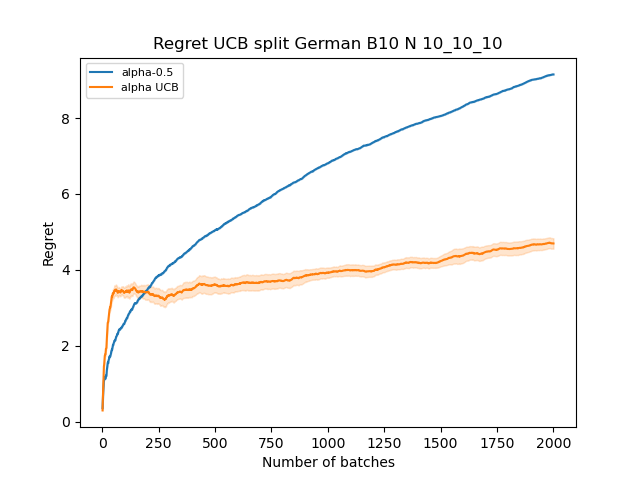 Regret UCB split German B10 N 10_10_10
alpha-0.5
alpha UCB
8
6
4
2
0
Regret
0 250 500 750 1000 1250 1500 1750 2000
Number of batches